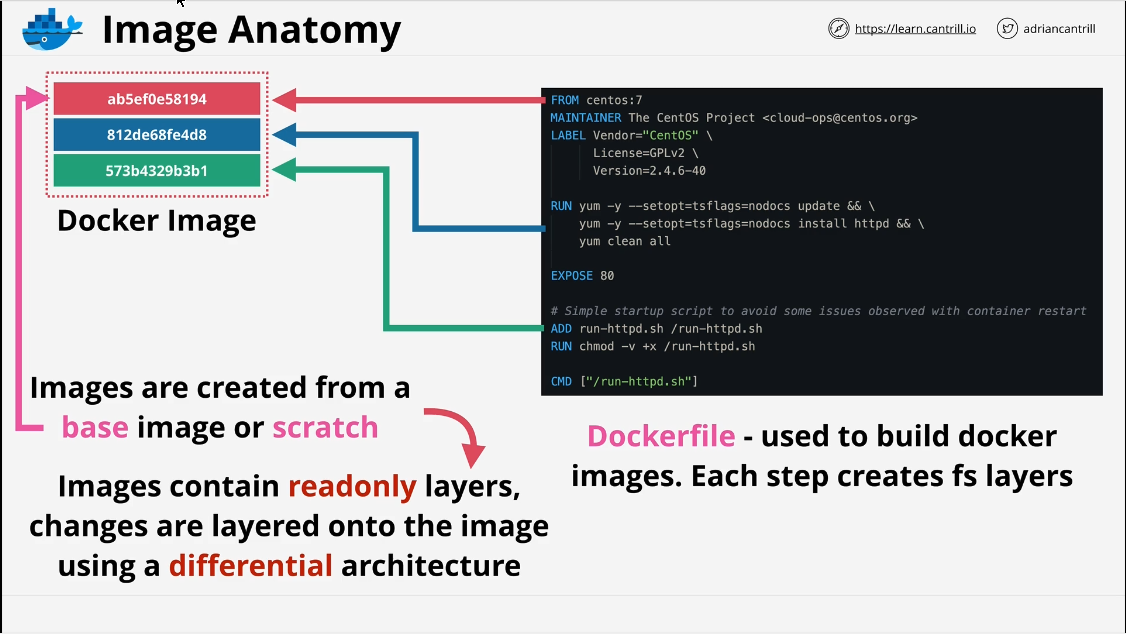 Image Anatomy
https://learn.cantrill.io
adriancantrill
ab5ef0e58194
812de68fe4d8
573b4329b3b1
Docker Image
FROM centos:7
MAINTAINER The CentOS Project <cloud-ops@centos.org>
LABEL Vendor="CentOS" \
License=GPLv2 \
Version=2.4.6-40
RUN yum -y --setopt=tsflags=nodocs update && \
yum -y --setopt=tsflags=nodocs install httpd && \
yum clean all
EXPOSE 80
# Simple startup script to avoid some issues observed with container restart
ADD run-httpd.sh /run-httpd.sh
RUN chmod -v +x /run-httpd.sh
CMD ["/run-httpd.sh"]
Images are created from a
base image or scratch
Images contain readonly layers,
changes are layered onto the image
using a differential architecture
Dockerfile - used to build docker
images. Each step creates fs layers